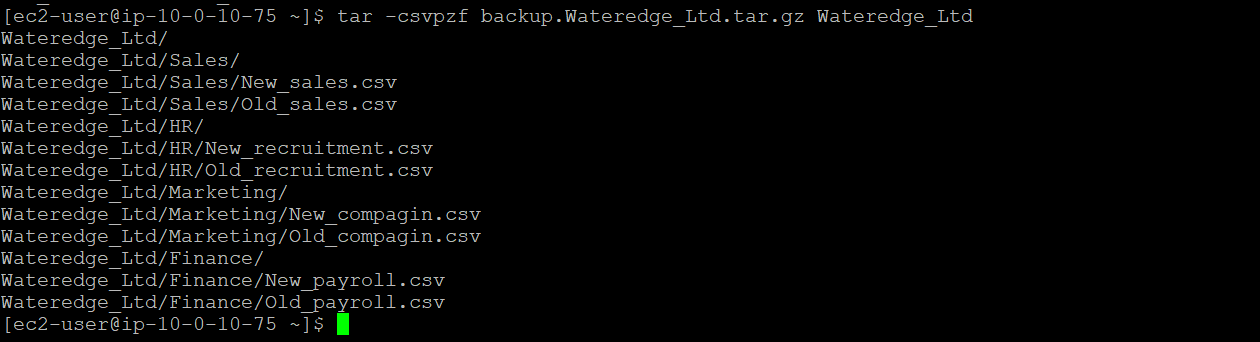 [ec2-user@ip-10-0-10-75 ~]$ tar -csvpzf backup.Wateredge_Ltd.tar.gz Wateredge_Ltd
Wateredge_Ltd/
Wateredge_Ltd/Sales/
Wateredge_Ltd/Sales/New_sales.csv
Wateredge_Ltd/Sales/Old_sales.csv
Wateredge_Ltd/HR/
Wateredge_Ltd/HR/New_recruitment.csv
Wateredge_Ltd/HR/Old_recruitment.csv
Wateredge_Ltd/Marketing/
Wateredge_Ltd/Marketing/New_compagin.csv
Wateredge_Ltd/Marketing/Old_compagin.csv
Wateredge_Ltd/Finance/
Wateredge_Ltd/Finance/New_payroll.csv
Wateredge_Ltd/Finance/Old_payroll.csv
[ec2-user@ip-10-0-10-75 ~]$